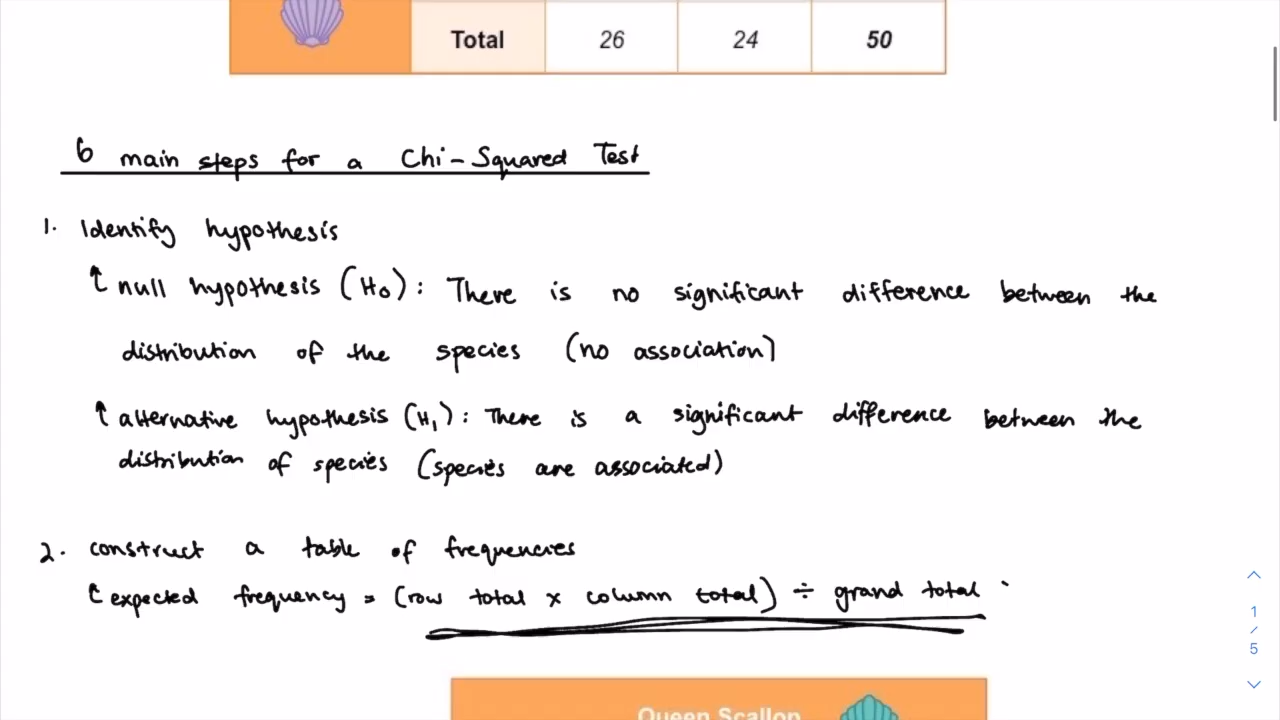 Total 26 24 50
6 main steps for a Chi-Squared Test
1. Identify hypothesis
null hypothesis (H₀): There is no significant difference between the
distribution of the species (no association)
alternative hypothesis (H₁): There is a significant difference between the
distribution of species (species are associated)
2. construct a table of frequencies
expected frequency = (row total x column total) ÷ grand total
Queen Scallop
1
/
5